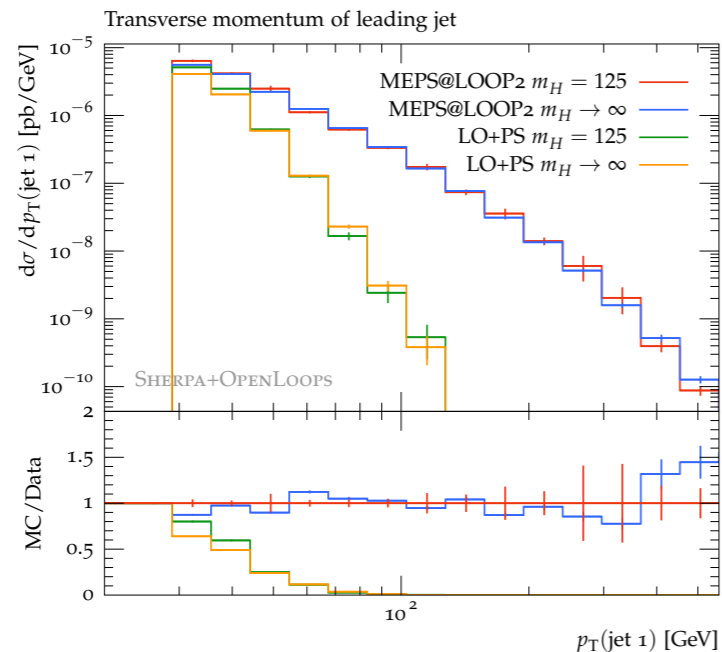 Transverse momentum of leading jet
dσ/dp_T(jet 1) [pb/GeV]
10^−5
10^−6
10^−7
10^−8
10^−9
10^−10
MEPS@LOOP2 m_H = 125
MEPS@LOOP2 m_H → ∞
LO+PS m_H = 125
LO+PS m_H → ∞
SHERPA+OPENLOOPS
MC/Data
2
1.5
1
0.5
0
10^2
p_T(jet 1) [GeV]